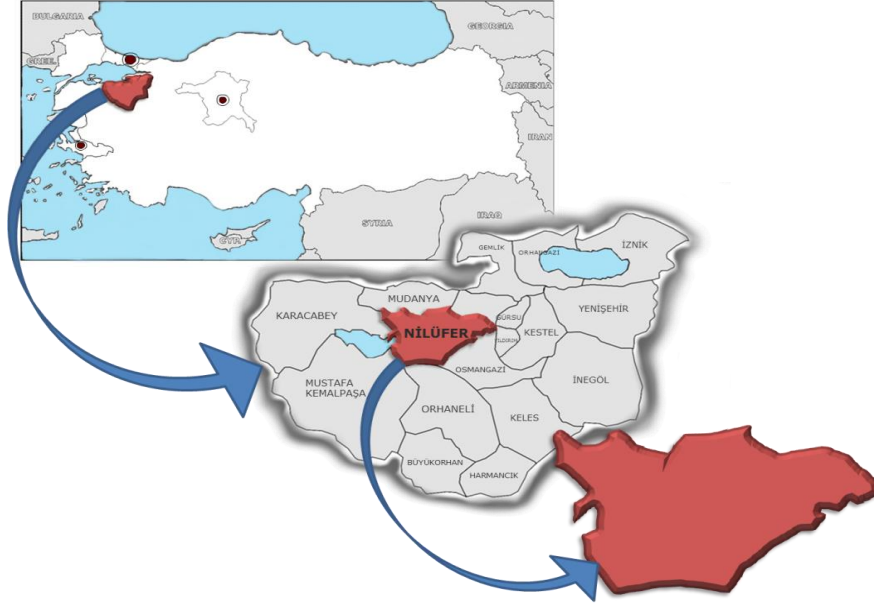 BULGARIA
GEORGIA
GREE.
ARMENIA
IRAN
SYRIA
IRAQ
CYP.
GEMLİK
ORHANGAZİ
İZNİK
MUDANYA
KARACABEY
YENİŞEHİR
GÜRSU
NİLÜFER
KESTEL
OSMANGAZİ
İNEGÖL
MUSTAFA
KEMALPAŞA
ORHANELİ
KELES
BÜYÜKORHAN
HARMANCIK